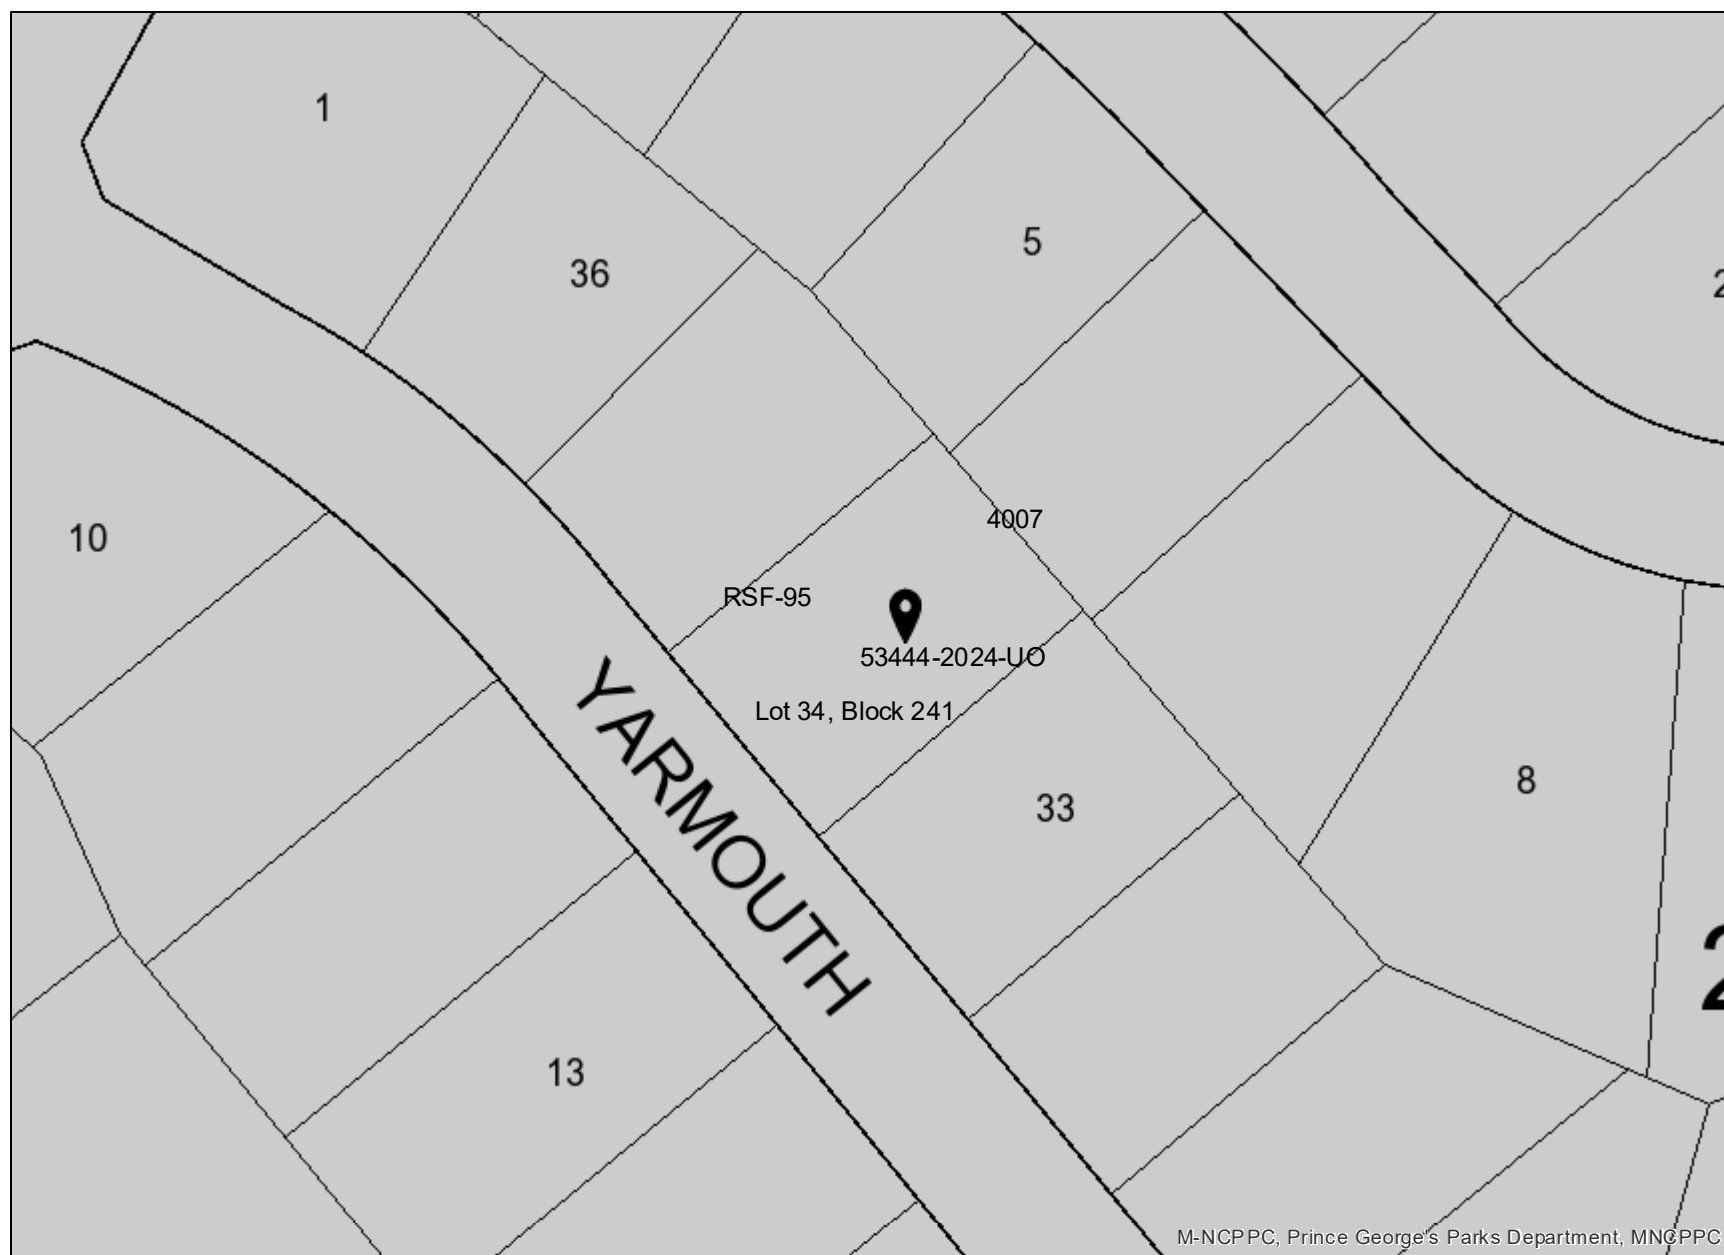 1
36
5
2
10
4007
RSF-95
53444-2024-UO
Lot 34, Block 241
YARMOUTH
33
8
2
13
M-NCPPC, Prince George's Parks Department, MNCPPC